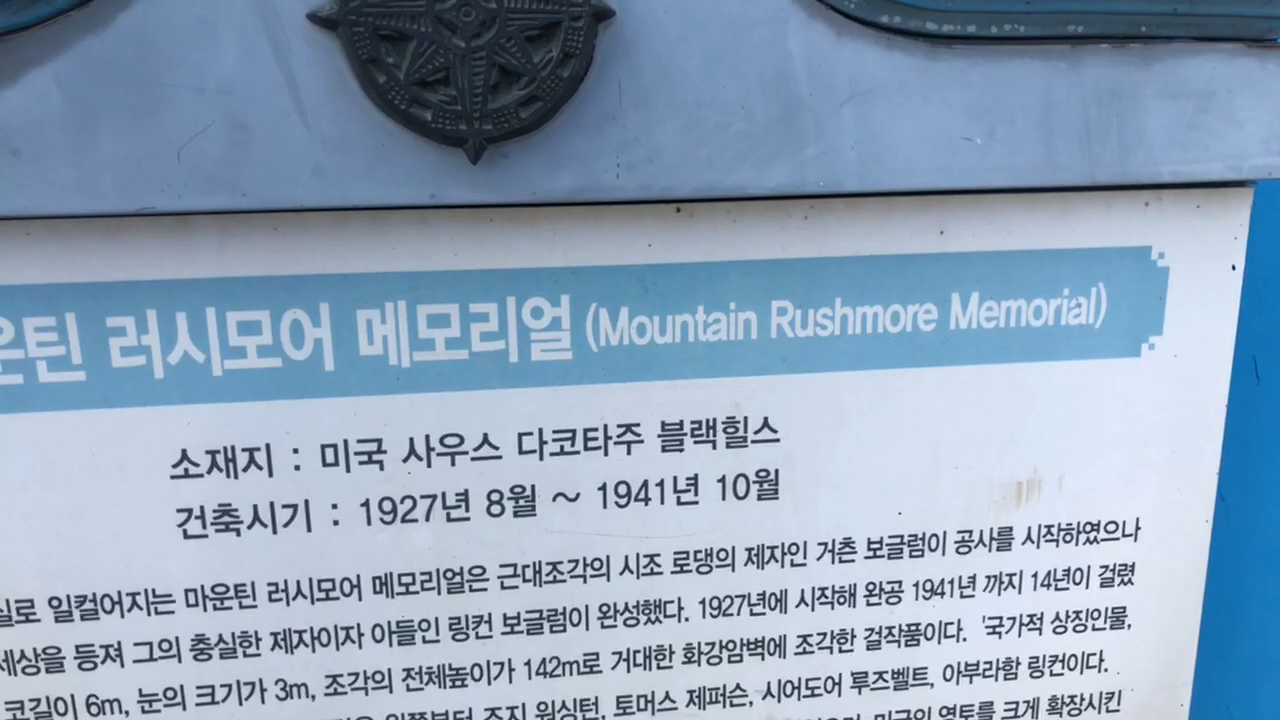 운틴 러시모어 메모리얼 (Mountain Rushmore Memorial)
소재지 : 미국 사우스 다코타주 블랙힐스
건축시기 : 1927년 8월 ~ 1941년 10월
실로 일컬어지는 마운틴 러시모어 메모리얼은 근대조각의 시조 로댕의 제자인 거츤 보글럼이 공사를 시작하였으나
세상을 등져 그의 충실한 제자이자 아들인 링컨 보글럼이 완성했다. 1927년에 시작해 완공 1941년 까지 14년이 걸렸
코길이 6m, 눈의 크기가 3m, 조각의 전체높이가 142m로 거대한 화강암벽에 조각한 걸작품이다. '국가적 상징인물,
왼쪽부터 조지 워싱턴, 토머스 제퍼슨, 시어도어 루즈벨트, 아부라함 링컨이다.
미국의 영토를 크게 확장시킨